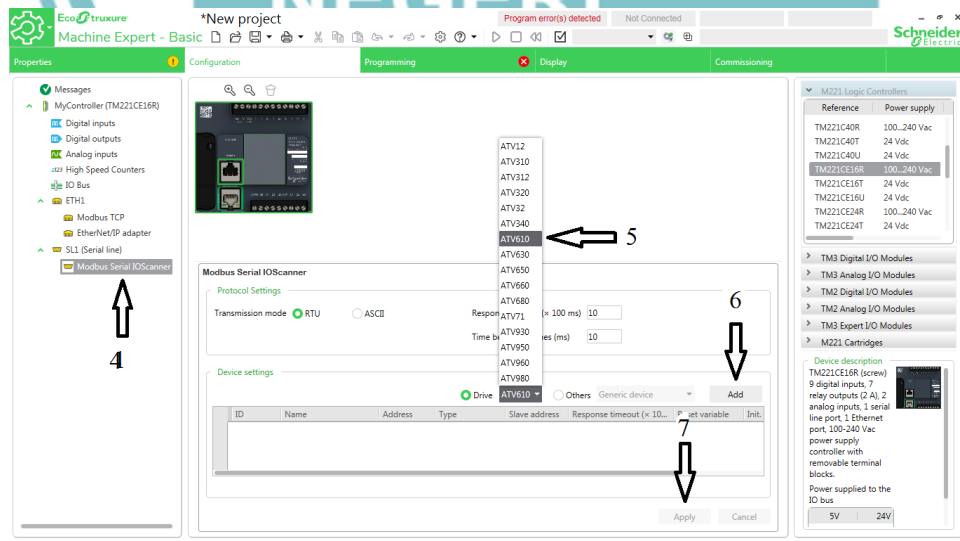 EcoStruxure
Machine Expert - Basic
*New project
Program error(s) detected
Not Connected
Schneider
Electric
Properties
Configuration
Programming
Display
Commissioning
Messages
MyController (TM221CE16R)
Digital inputs
Digital outputs
Analog inputs
High Speed Counters
IO Bus
ETH1
Modbus TCP
EtherNet/IP adapter
SL1 (Serial line)
Modbus Serial IOScanner
4
ATV12
ATV310
ATV312
ATV320
ATV32
ATV340
ATV610
ATV630
ATV650
ATV660
ATV680
ATV71
ATV930
ATV950
ATV960
ATV980
5
Modbus Serial IOScanner
Protocol Settings
Transmission mode RTU ASCII
Respon (× 100 ms) 10
Time b es (ms) 10
6
Device settings
Drive ATV610 Others Generic device Add
ID Name Address Type Slave address Response timeout (× 10... Reset variable Init.
7
Apply Cancel
M221 Logic Controllers
Reference Power supply
TM221C40R 100...240 Vac
TM221C40T 24 Vdc
TM221C40U 24 Vdc
TM221CE16R 100...240 Vac
TM221CE16T 24 Vdc
TM221CE16U 24 Vdc
TM221CE24R 100...240 Vac
TM221CE24T 24 Vdc
TM3 Digital I/O Modules
TM3 Analog I/O Modules
TM2 Digital I/O Modules
TM2 Analog I/O Modules
TM3 Expert I/O Modules
M221 Cartridges
Device description
TM221CE16R (screw)
9 digital inputs, 7
relay outputs (2 A), 2
analog inputs, 1 serial
line port, 1 Ethernet
port, 100-240 Vac
power supply
controller with
removable terminal
blocks.
Power supplied to the
IO bus
5V 24V